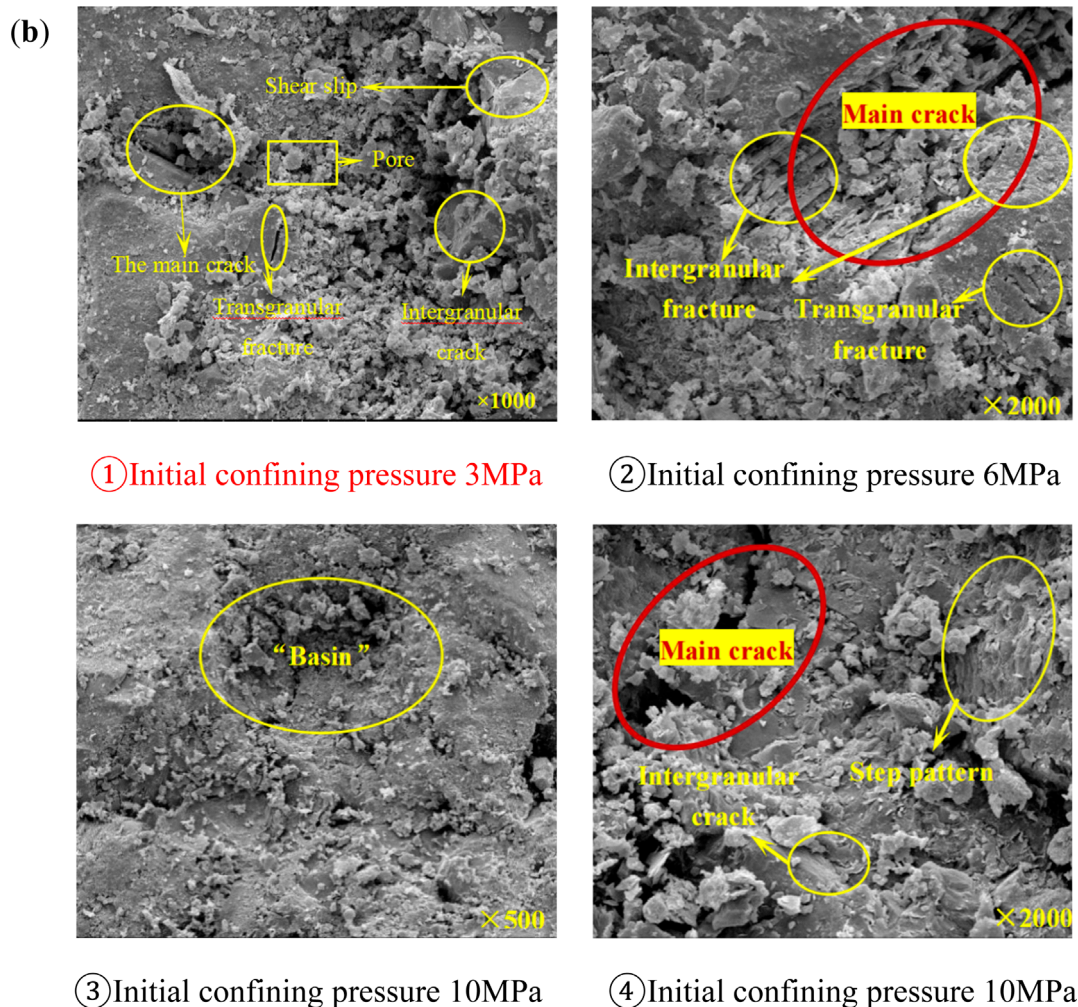 (b)
Shear slip
Pore
The main crack
Transgranular
fracture
Intergranular
crack
×1000
Main crack
Intergranular
fracture
Transgranular
fracture
×2000
①Initial confining pressure 3MPa
②Initial confining pressure 6MPa
“Basin”
×500
Main crack
Intergranular
crack
Step pattern
×2000
③Initial confining pressure 10MPa
④Initial confining pressure 10MPa